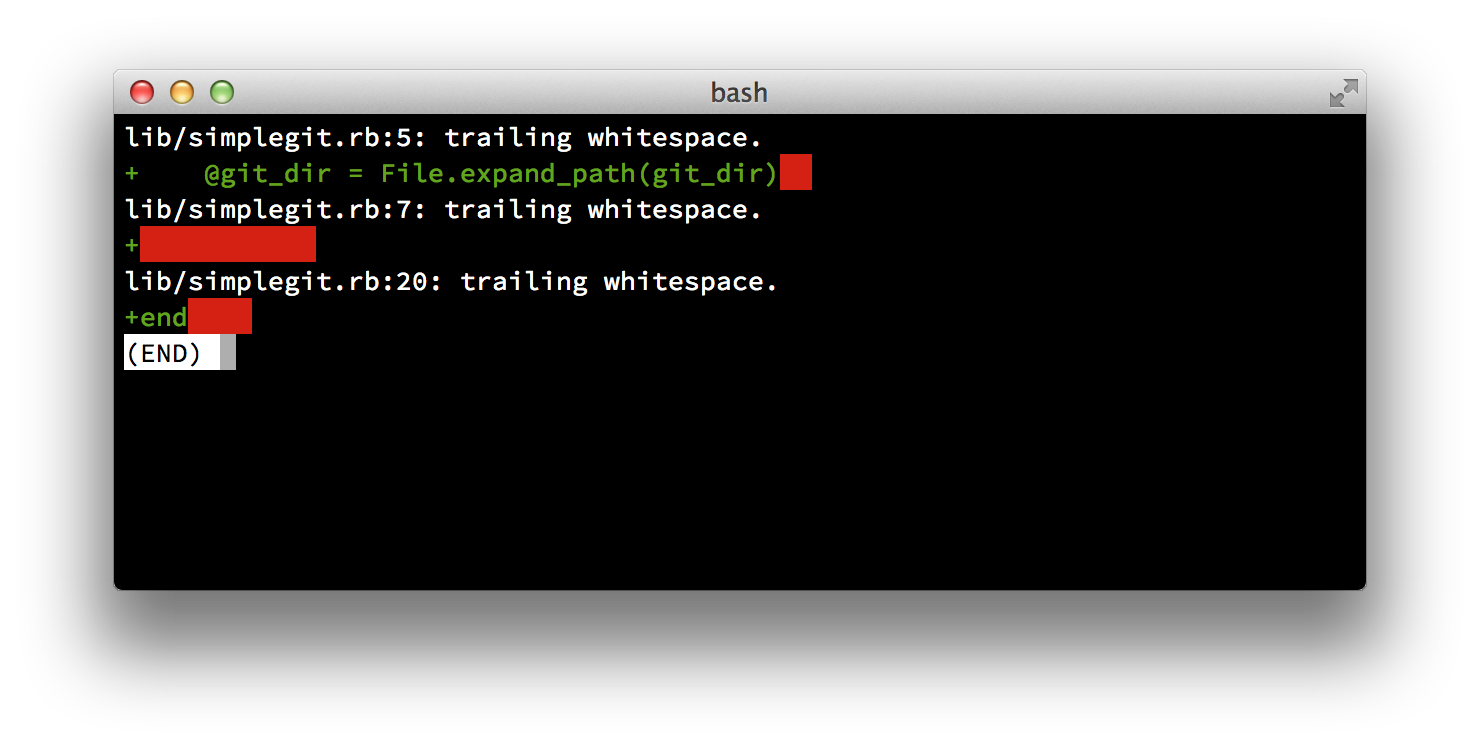 bash
lib/simplegit.rb:5: trailing whitespace.
+    @git_dir = File.expand_path(git_dir)
lib/simplegit.rb:7: trailing whitespace.
+
lib/simplegit.rb:20: trailing whitespace.
+end
(END)